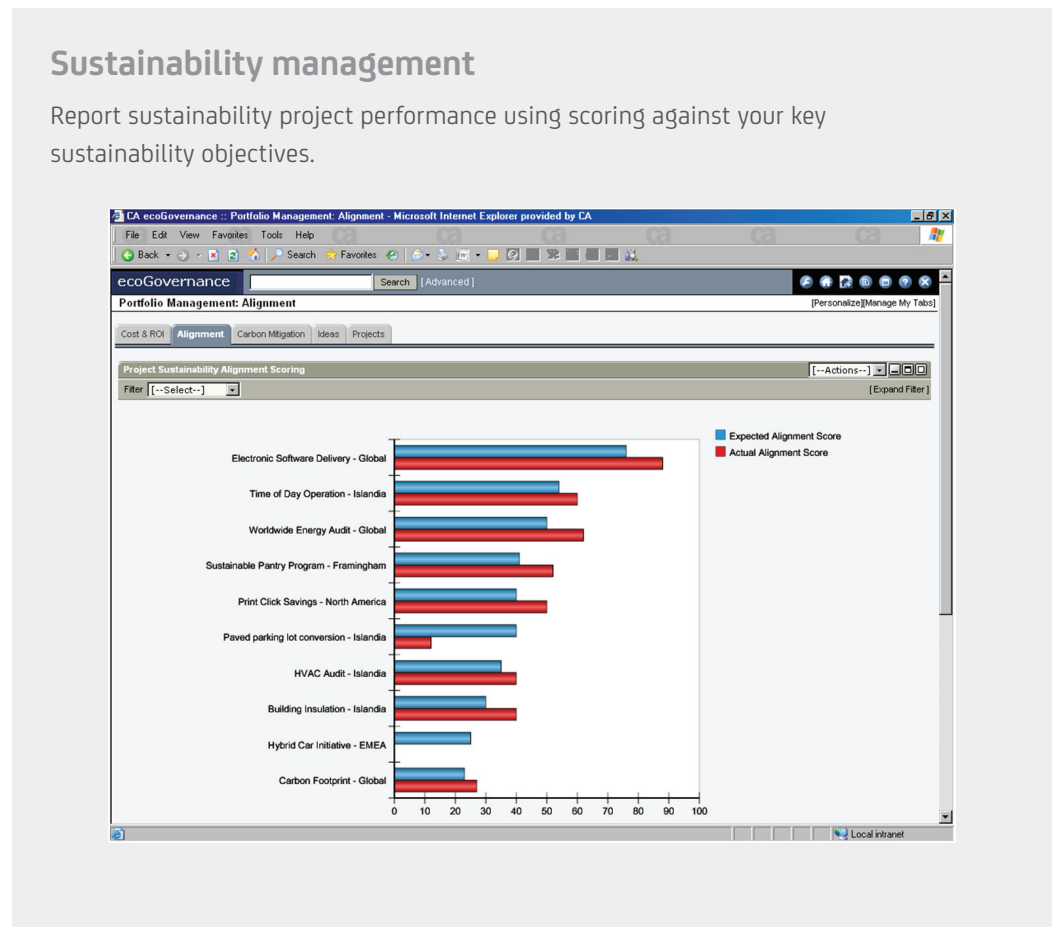 Sustainability management
Report sustainability project performance using scoring against your key
sustainability objectives.
CA ecoGovernance :: Portfolio Management: Alignment - Microsoft Internet Explorer provided by CA
File Edit View Favorites Tools Help
Back Search Favorites
ecoGovernance Search [Advanced]
Portfolio Management: Alignment [Personalize][Manage My Tabs]
Cost & ROI Alignment Carbon Mitigation Ideas Projects
Project Sustainability Alignment Scoring [--Actions--]
Filter [--Select--] [Expand Filter]
Expected Alignment Score
Actual Alignment Score
Electronic Software Delivery - Global
Time of Day Operation - Islandia
Worldwide Energy Audit - Global
Sustainable Pantry Program - Framingham
Print Click Savings - North America
Paved parking lot conversion - Islandia
HVAC Audit - Islandia
Building Insulation - Islandia
Hybrid Car Initiative - EMEA
Carbon Footprint - Global
0 10 20 30 40 50 60 70 80 90 100
Local intranet